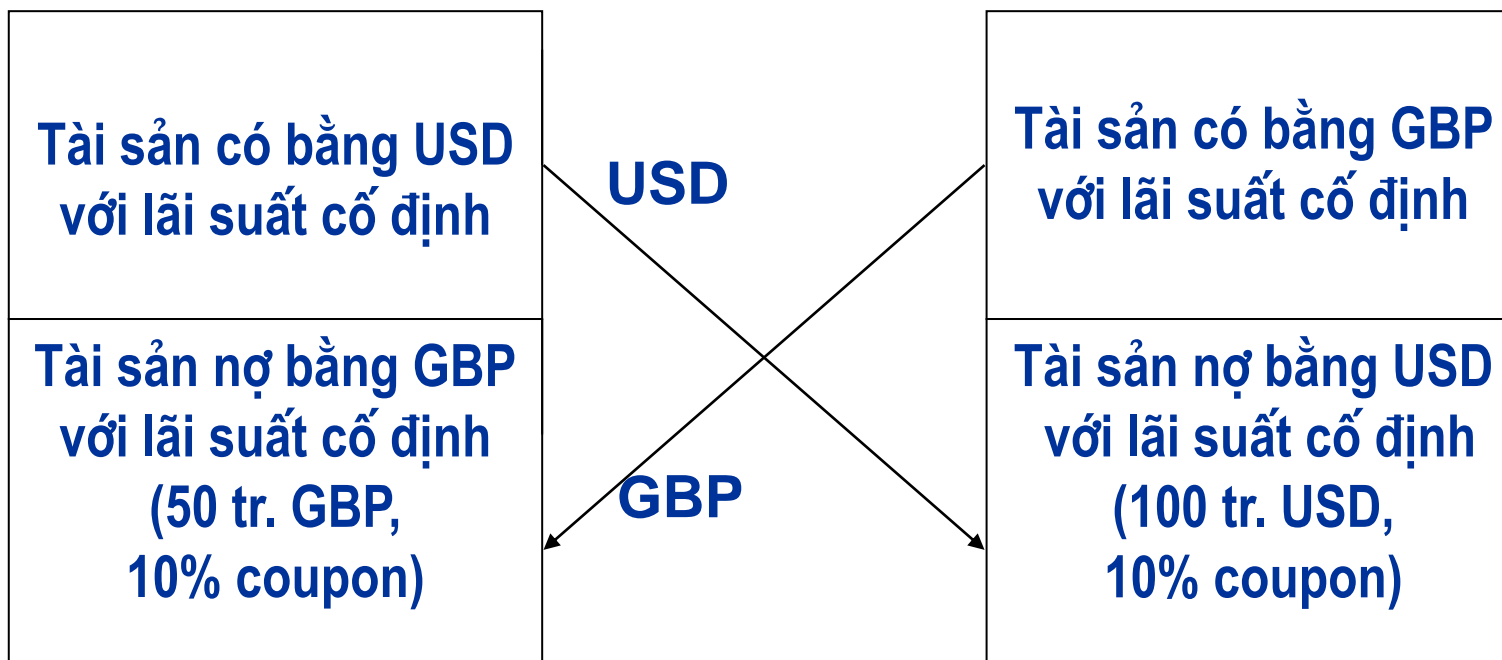 Tài sản có bằng USD
với lãi suất cố định
Tài sản nợ bằng GBP
với lãi suất cố định
(50 tr. GBP,
10% coupon)
USD
GBP
Tài sản có bằng GBP
với lãi suất cố định
Tài sản nợ bằng USD
với lãi suất cố định
(100 tr. USD,
10% coupon)